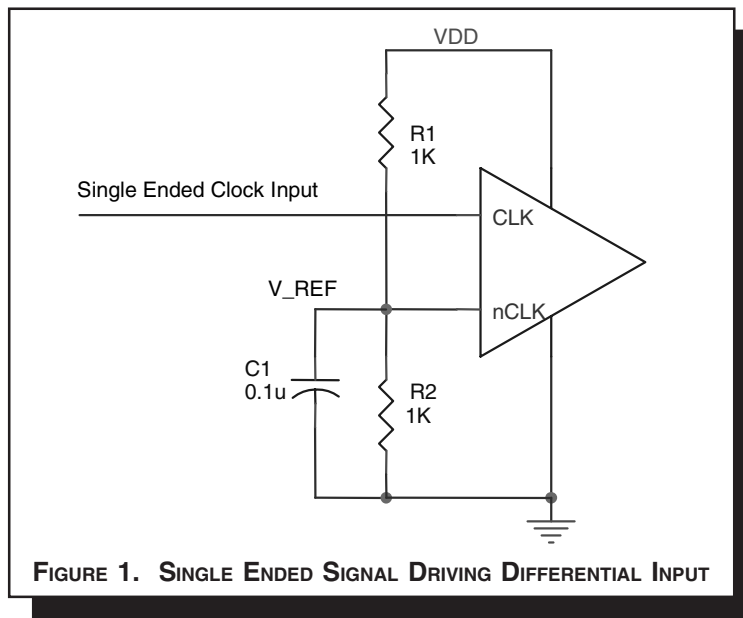 VDD
R1
1K
Single Ended Clock Input
CLK
V_REF
nCLK
C1
0.1u
R2
1K
FIGURE 1. SINGLE ENDED SIGNAL DRIVING DIFFERENTIAL INPUT